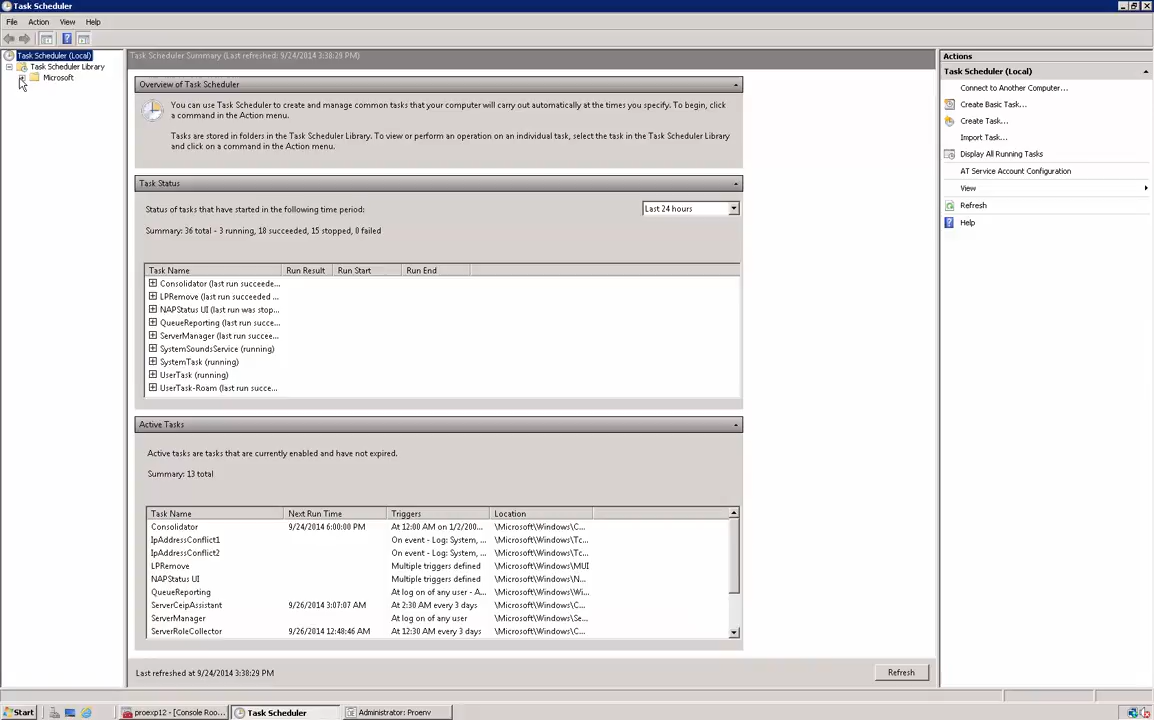 Task Scheduler
File Action View Help
Task Scheduler (Local)
Task Scheduler Library
Microsoft
Task Scheduler Summary (Last refreshed: 9/24/2014 3:38:29 PM)
Overview of Task Scheduler
You can use Task Scheduler to create and manage common tasks that your computer will carry out automatically at the times you specify. To begin, click
a command in the Action menu.
Tasks are stored in folders in the Task Scheduler Library. To view or perform an operation on an individual task, select the task in the Task Scheduler Library
and click on a command in the Action menu.
Task Status
Status of tasks that have started in the following time period:
Last 24 hours
Summary: 36 total - 3 running, 18 succeeded, 15 stopped, 0 failed
Task Name Run Result Run Start Run End
Consolidator (last run succeede...
LPRemove (last run succeeded ...
NAPStatus UI (last run was stop...
QueueReporting (last run succe...
ServerManager (last run succee...
SystemSoundsService (running)
SystemTask (running)
UserTask (running)
UserTask-Roam (last run succe...
Active Tasks
Active tasks are tasks that are currently enabled and have not expired.
Summary: 13 total
Task Name Next Run Time Triggers Location
Consolidator 9/24/2014 6:00:00 PM At 12:00 AM on 1/2/200... \Microsoft\Windows\C...
IpAddressConflict1 On event - Log: System, ... \Microsoft\Windows\Tc...
IpAddressConflict2 On event - Log: System, ... \Microsoft\Windows\Tc...
LPRemove Multiple triggers defined \Microsoft\Windows\MUI
NAPStatus UI Multiple triggers defined \Microsoft\Windows\N...
QueueReporting At log on of any user - A... \Microsoft\Windows\Wi...
ServerCeipAssistant 9/26/2014 3:07:07 AM At 2:30 AM every 3 days \Microsoft\Windows\C...
ServerManager At log on of any user \Microsoft\Windows\Se...
ServerRoleCollector 9/26/2014 12:48:46 AM At 12:30 AM every 3 days \Microsoft\Windows\C...
Last refreshed at 9/24/2014 3:38:29 PM
Refresh
Actions
Task Scheduler (Local)
Connect to Another Computer...
Create Basic Task...
Create Task...
Import Task...
Display All Running Tasks
AT Service Account Configuration
View
Refresh
Help
Start
proexp12 - [Console Roo...
Task Scheduler
Administrator: Proenv